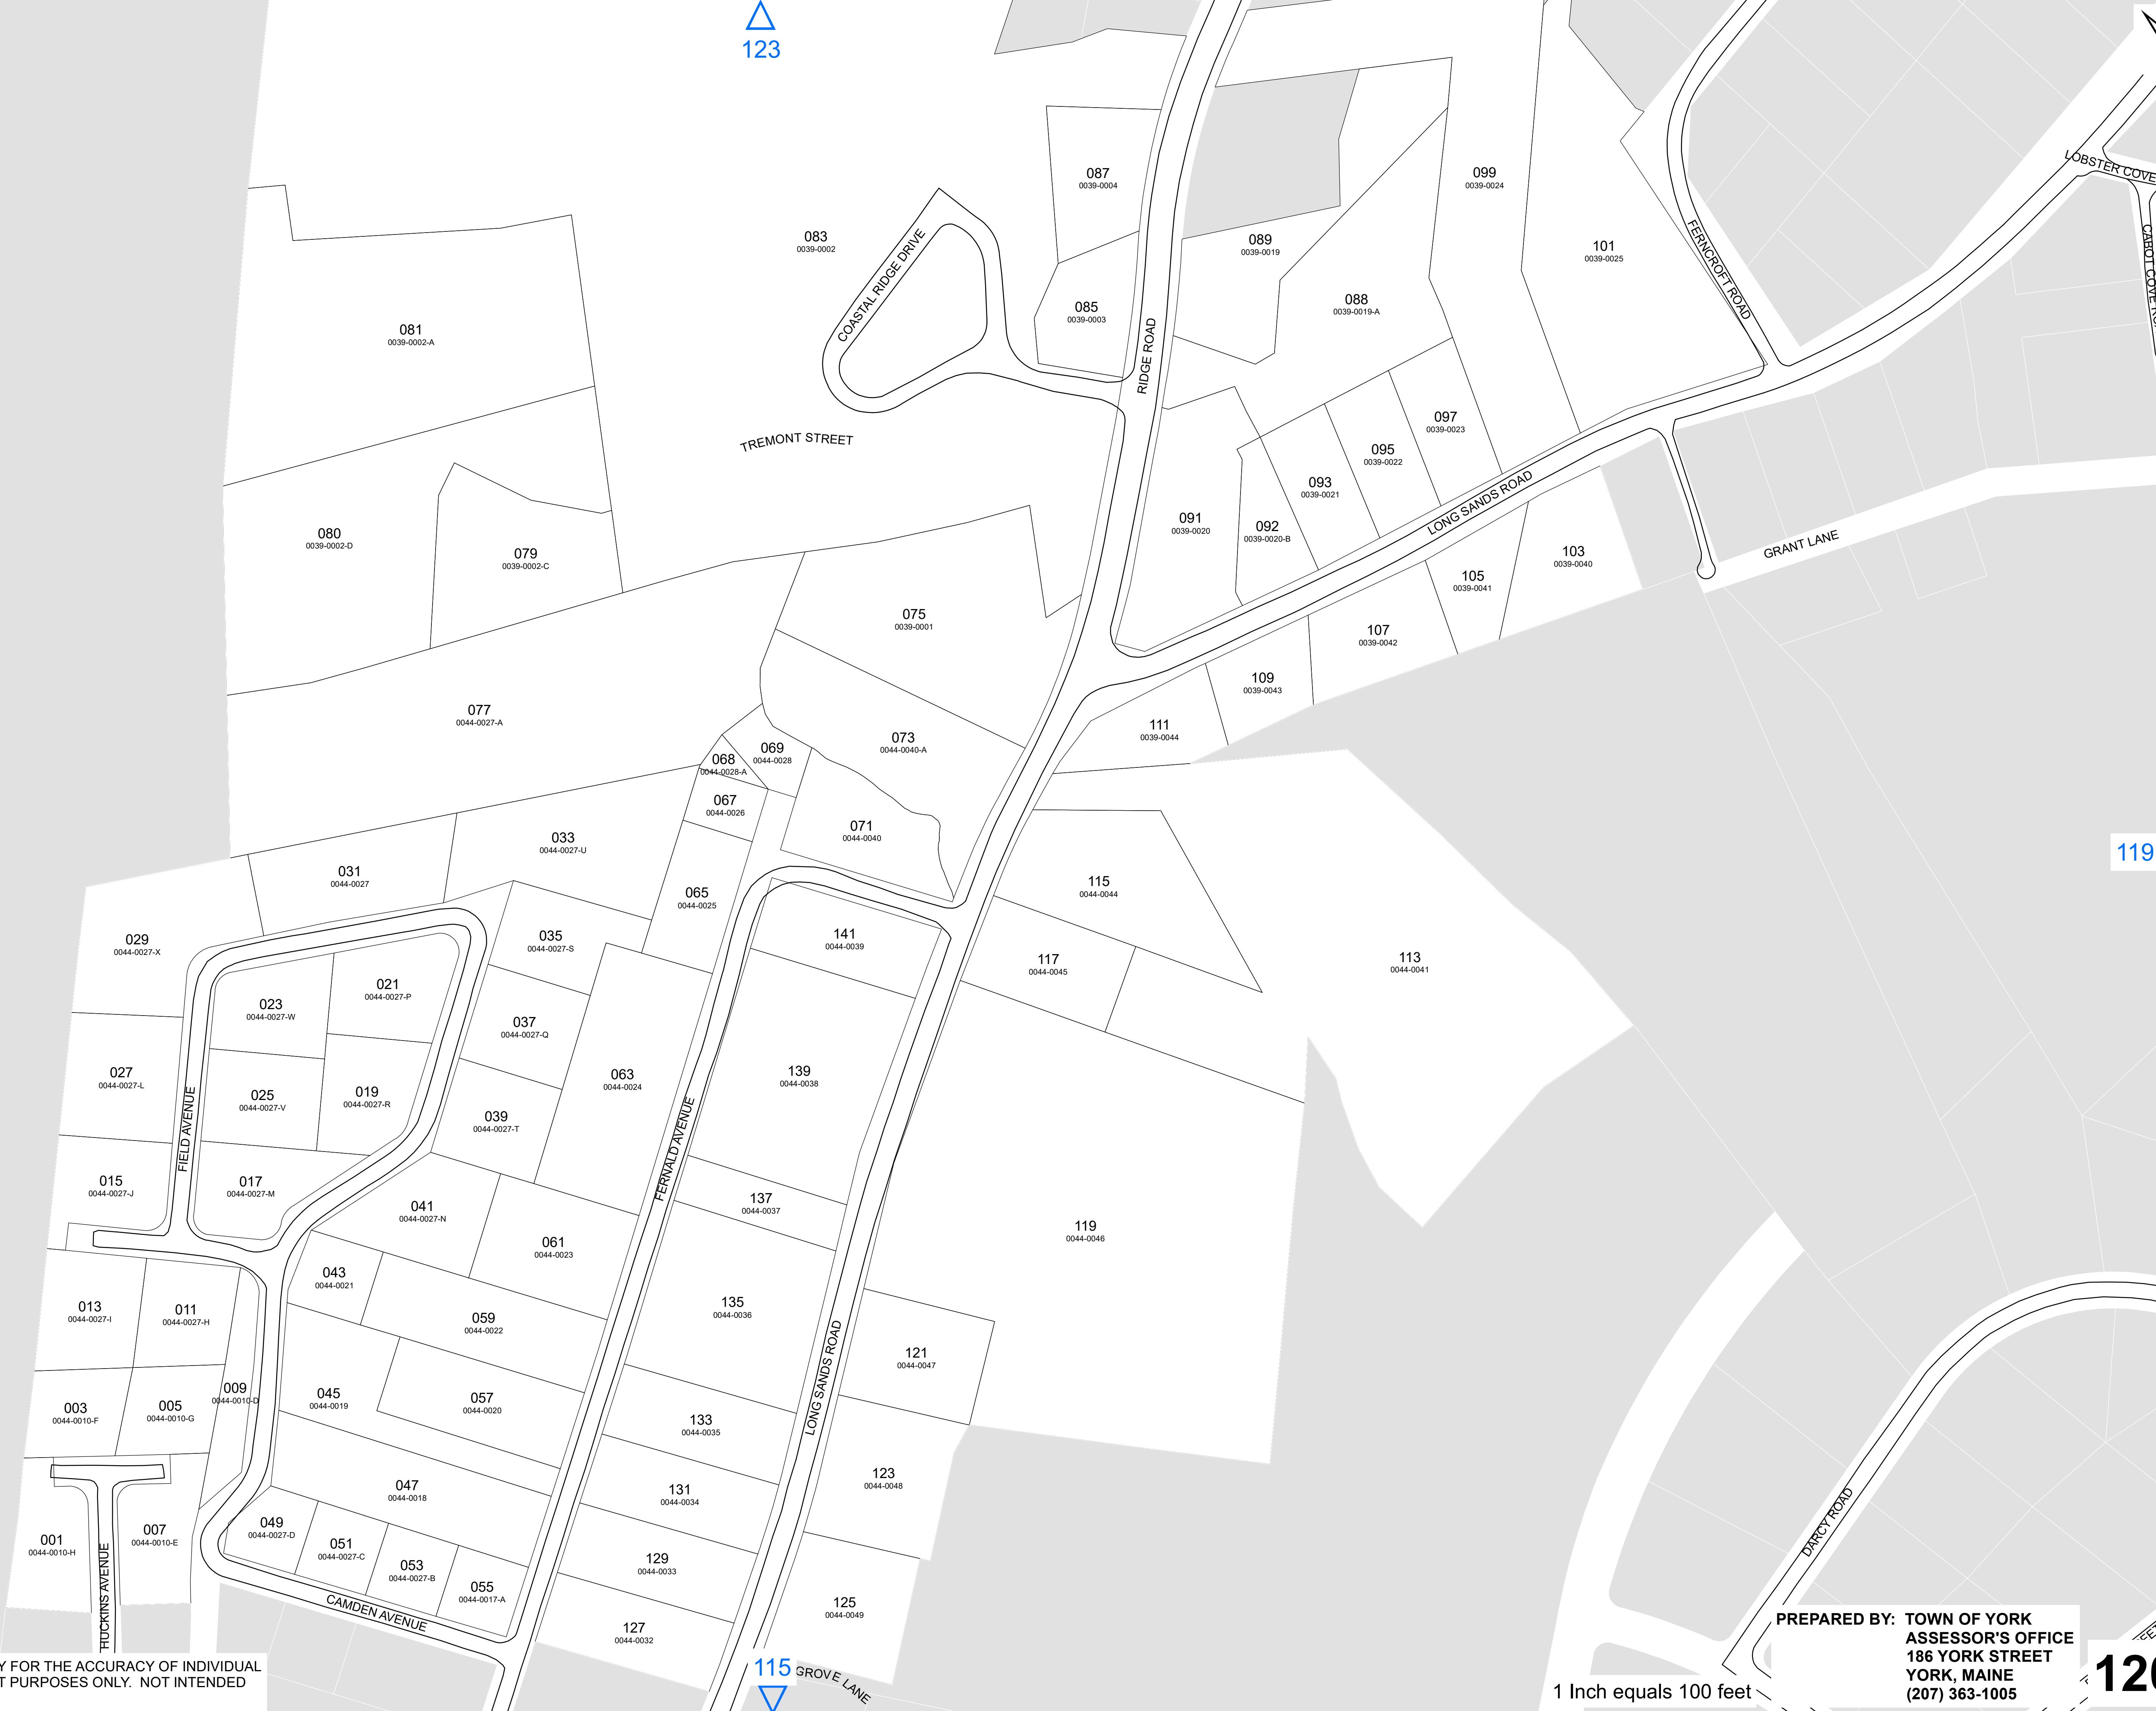 123
LOBSTER COVE
087
0039-0004
099
0039-0024
083
0039-0002
089
0039-0019
101
0039-0025
FERNCROFT ROAD
COASTAL RIDGE DRIVE
081
0039-0002-A
085
0039-0003
088
0039-0019-A
RIDGE ROAD
TREMONT STREET
097
0039-0023
095
0039-0022
093
0039-0021
091
0039-0020
092
0039-0020-B
LONG SANDS ROAD
080
0039-0002-D
079
0039-0002-C
103
0039-0040
GRANT LANE
105
0039-0041
075
0039-0001
107
0039-0042
109
0039-0043
077
0044-0027-A
111
0039-0044
073
0044-0040-A
069
0044-0028
068
0044-0028-A
067
0044-0026
071
0044-0040
033
0044-0027-U
119
031
0044-0027
065
0044-0025
115
0044-0044
029
0044-0027-X
035
0044-0027-S
141
0044-0039
117
0044-0045
113
0044-0041
021
0044-0027-P
023
0044-0027-W
037
0044-0027-Q
027
0044-0027-L
063
0044-0024
139
0044-0038
025
0044-0027-V
019
0044-0027-R
039
0044-0027-T
FIELD AVENUE
FERNALD AVENUE
015
0044-0027-J
017
0044-0027-M
041
0044-0027-N
137
0044-0037
061
0044-0023
119
0044-0046
043
0044-0021
013
0044-0027-I
011
0044-0027-H
059
0044-0022
135
0044-0036
121
0044-0047
LONG SANDS ROAD
009
0044-0010-D
045
0044-0019
057
0044-0020
003
0044-0010-F
005
0044-0010-G
133
0044-0035
047
0044-0018
131
0044-0034
123
0044-0048
001
0044-0010-H
007
0044-0010-E
049
0044-0027-D
051
0044-0027-C
053
0044-0027-B
055
0044-0017-A
129
0044-0033
125
0044-0049
127
0044-0032
HUCKINS AVENUE
CAMDEN AVENUE
DARCY ROAD
GROVE LANE
115
Y FOR THE ACCURACY OF INDIVIDUAL
T PURPOSES ONLY.  NOT INTENDED
1 Inch equals 100 feet
PREPARED BY: TOWN OF YORK
ASSESSOR'S OFFICE
186 YORK STREET
YORK, MAINE
(207) 363-1005